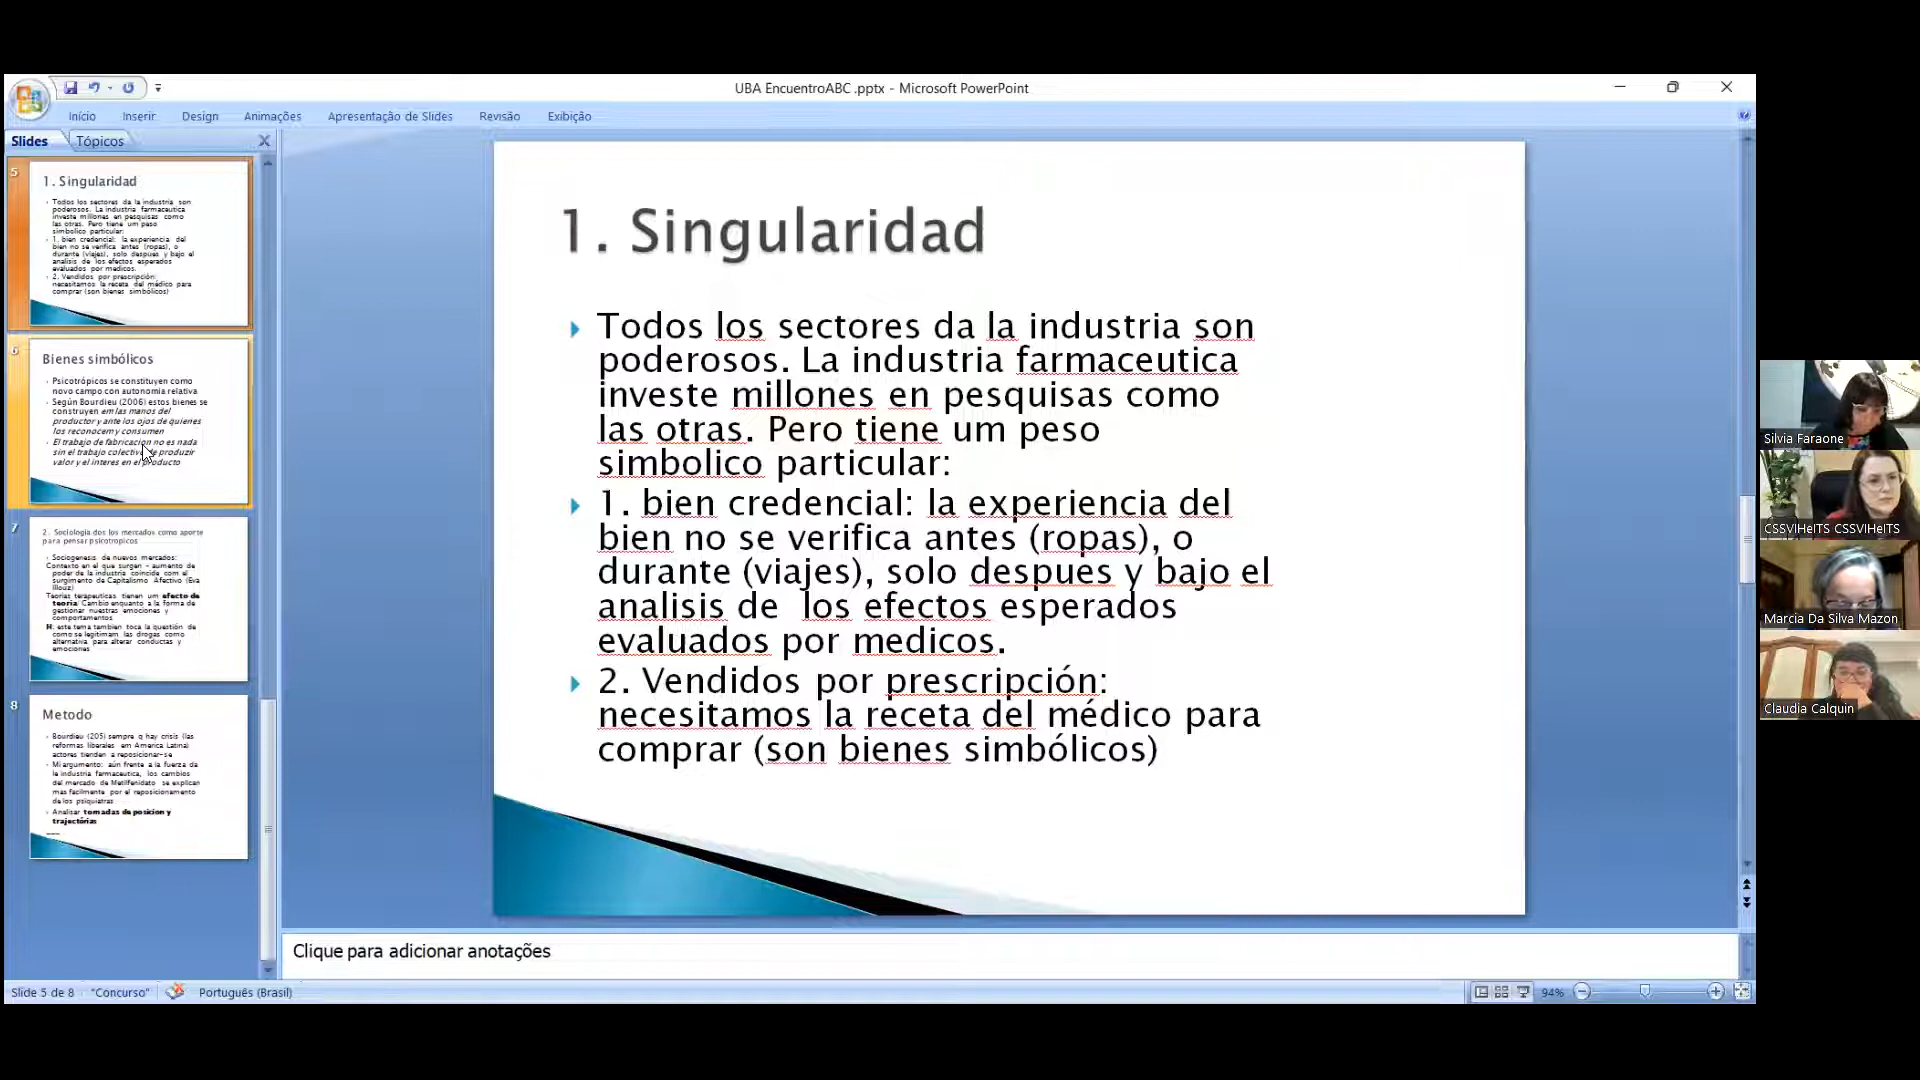 UBA EncuentroABC .pptx - Microsoft PowerPoint
Início Inserir Design Animações Apresentação de Slides Revisão Exibição
Slides Tópicos
5
1. Singularidad
Todos los sectores da la industria son
poderosos. La industria farmaceutica
investe millones en pesquisas como
las otras. Pero tiene um peso
simbolico particular:
1. bien credencial: la experiencia del
bien no se verifica antes (ropas), o
durante (viajes), solo despues y bajo el
analisis de los efectos esperados
evaluados por medicos.
2. Vendidos por prescripción:
necesitamos la receta del médico para
comprar (son bienes simbólicos)
6
Bienes simbólicos
Psicotrópicos se constituyen como
novo campo con autonomia relativa
Según Bourdieu (2006) estos bienes se
construyen em las manos del
productor y ante los ojos de quienes
los reconocem y consumen
El trabajo de fabricacion no es nada
sin el trabajo colectivo de produzir
valor y el interes en el producto
7
2. Sociologia dos los mercados como aporte
para pensar psicotropicos
Sociogenesis de nuevos mercados:
Contexto en el que surgen - aumento de
poder de la industria coincide com el
surgimento de Capitalismo Afectivo (Eva
Illouz)
Teorias terapeuticas tienen um efecto de
teoria: Cambio enquanto a la forma de
gestionar nuestras emociones y
comportamentos
H: este tema tambien toca la questión de
como se legitimam las drogas como
alternativa para alterar conductas y
emociones
8
Metodo
Bourdieu (205) sempre q hay crisis (las
reformas liberales em America Latina)
actores tienden a reposicionar-se
Mi argumento: aún frente a la fuerza da
la industria farmaceutica, los cambios
del mercado de Metilfenidato se explican
mas facilmente por el reposicionamento
de los psiquiatras
Analisar tomadas de posicion y
trajectórias
1. Singularidad
Todos los sectores da la industria son
poderosos. La industria farmaceutica
investe millones en pesquisas como
las otras. Pero tiene um peso
simbolico particular:
1. bien credencial: la experiencia del
bien no se verifica antes (ropas), o
durante (viajes), solo despues y bajo el
analisis de los efectos esperados
evaluados por medicos.
2. Vendidos por prescripción:
necesitamos la receta del médico para
comprar (son bienes simbólicos)
Clique para adicionar anotações
Slide 5 de 8 "Concurso" Português (Brasil) 94%
Silvia Faraone
CSSVIHeITS CSSVIHeITS
Marcia Da Silva Mazon
Claudia Calquin